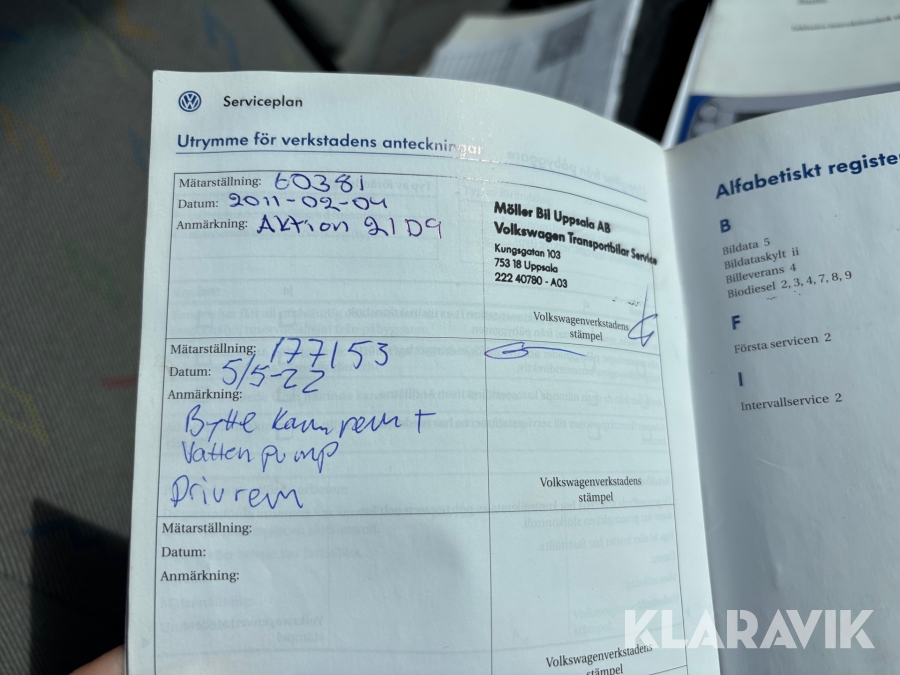 Serviceplan
Utrymme för verkstadens anteckningar
Mätarställning: 60381
Datum: 2011-02-04
Anmärkning: Aktion 21D9
Möller Bil Uppsala AB
Volkswagen Transportbilar Service
Kungsgatan 103
753 18 Uppsala
222 40780 - A03
Volkswagenverkstadens
stämpel
Mätarställning: 177153
Datum: 5/5-22
Anmärkning:
Bytte Kamrem +
Vattenpump
Drivrem
Volkswagenverkstadens
stämpel
Mätarställning:
Datum:
Anmärkning:
Volkswagenverkstadens
stämpel
Alfabetiskt register
B
Bildata 5
Bildataskylt ii
Billeverans 4
Biodiesel 2, 3, 4, 7, 8, 9
F
Första servicen 2
I
Intervallservice 2
KLARAVIK